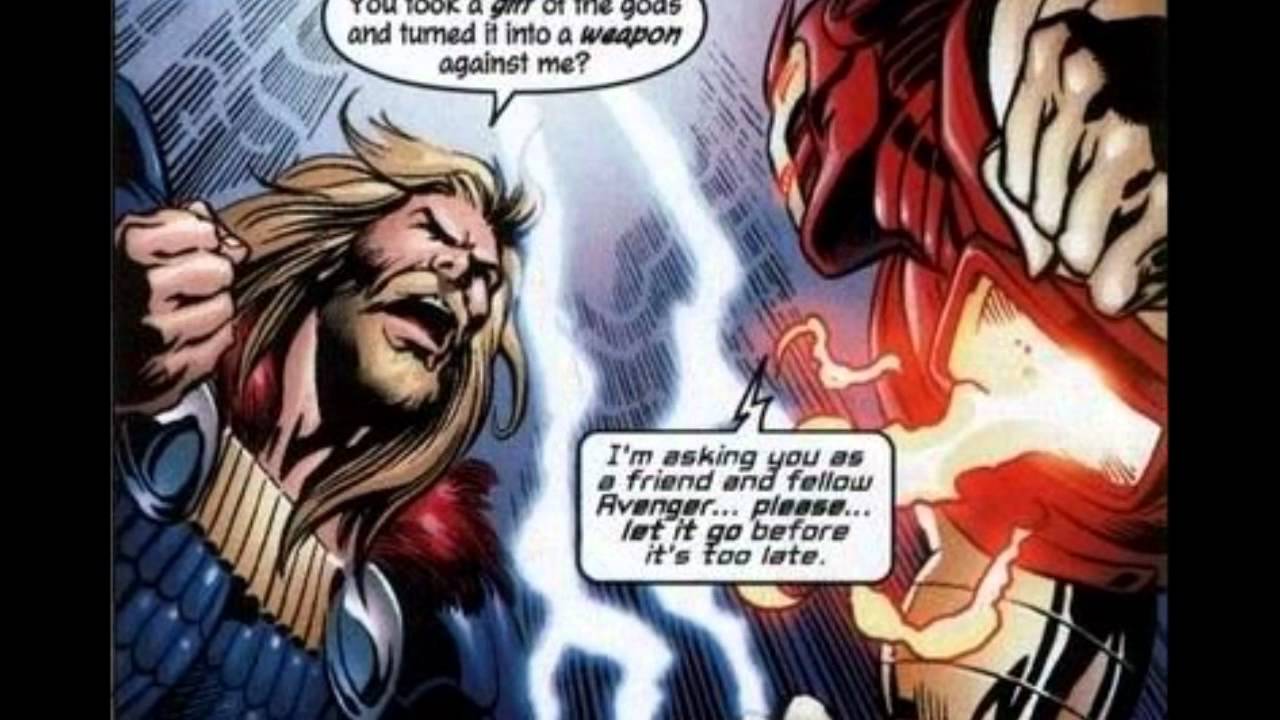 You took a gift of the gods
and turned it into a weapon
against me?
I'm asking you as
a friend and fellow
Avenger... please...
let it go before
it's too late.